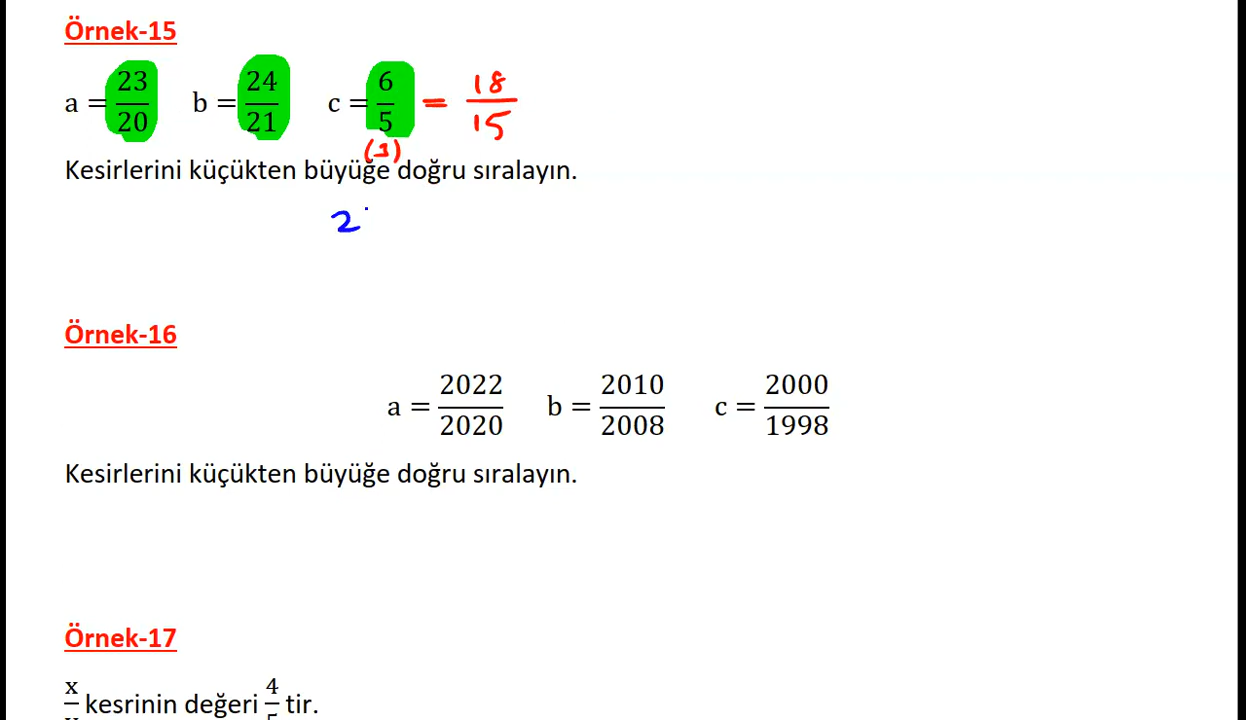 Örnek-15
a = 23/20 b = 24/21 c = 6/5 = 18/15
(3)
Kesirlerini küçükten büyüğe doğru sıralayın.
2
Örnek-16
a = 2022/2020 b = 2010/2008 c = 2000/1998
Kesirlerini küçükten büyüğe doğru sıralayın.
Örnek-17
x/ kesrinin değeri 4/5 tir.